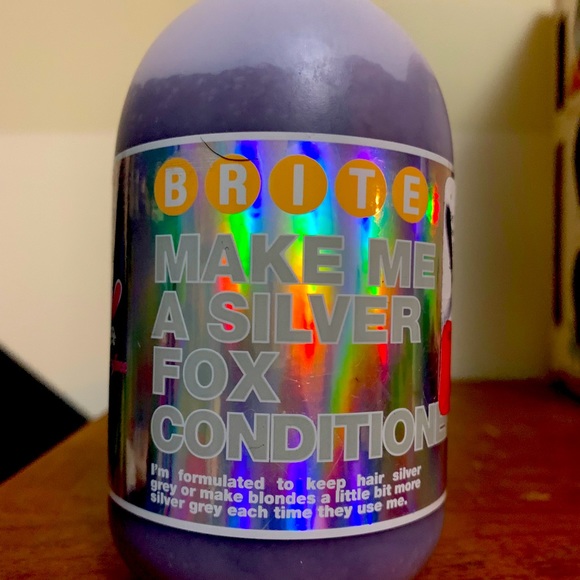 BRITE
MAKE ME
A SILVER
FOX
CONDITIONE
I'm formulated to keep hair silver
grey or make blondes a little bit more
silver grey each time they use me.